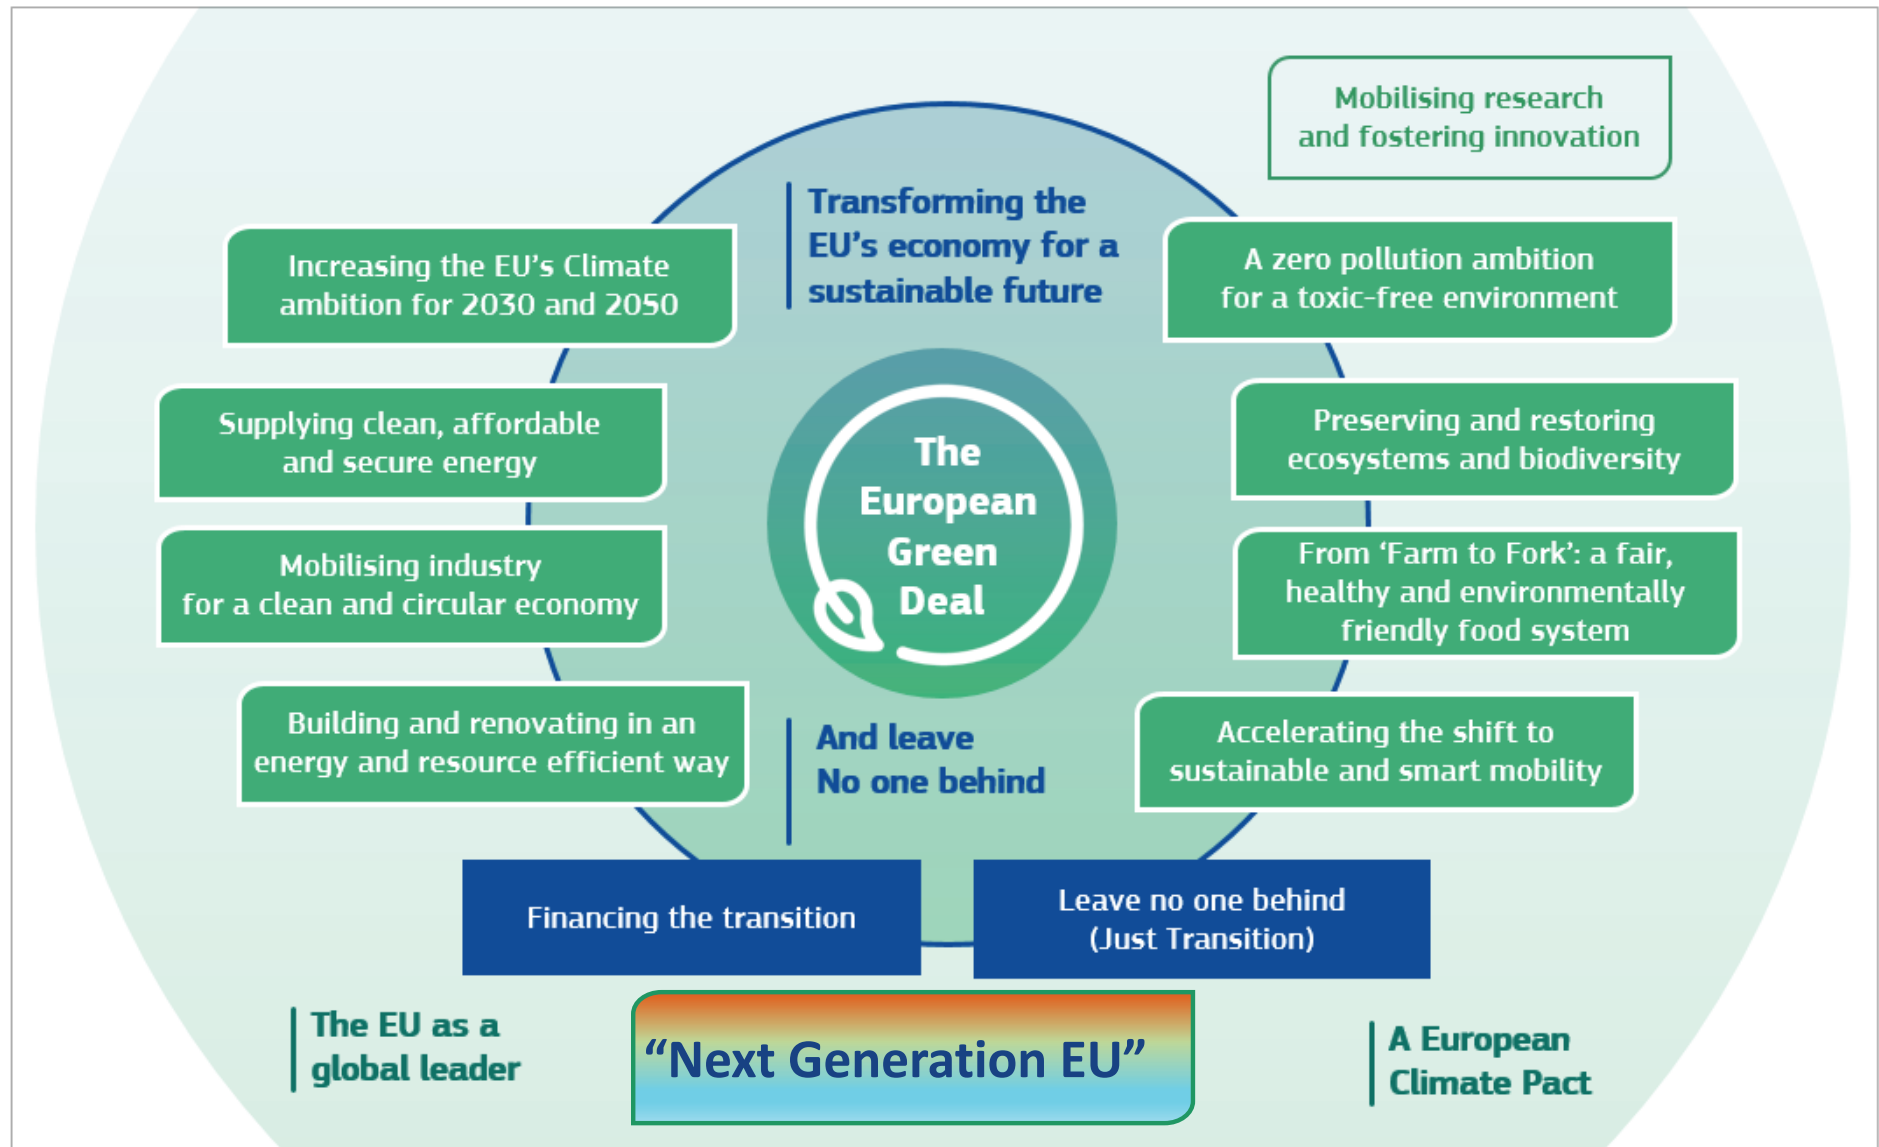 Mobilising research
and fostering innovation
Transforming the
EU’s economy for a
sustainable future
Increasing the EU’s Climate
ambition for 2030 and 2050
Supplying clean, affordable
and secure energy
Mobilising industry
for a clean and circular economy
Building and renovating in an
energy and resource efficient way
The
European
Green
Deal
A zero pollution ambition
for a toxic-free environment
Preserving and restoring
ecosystems and biodiversity
From ‘Farm to Fork’: a fair,
healthy and environmentally
friendly food system
Accelerating the shift to
sustainable and smart mobility
And leave
No one behind
Financing the transition
Leave no one behind
(Just Transition)
The EU as a
global leader
“Next Generation EU”
A European
Climate Pact